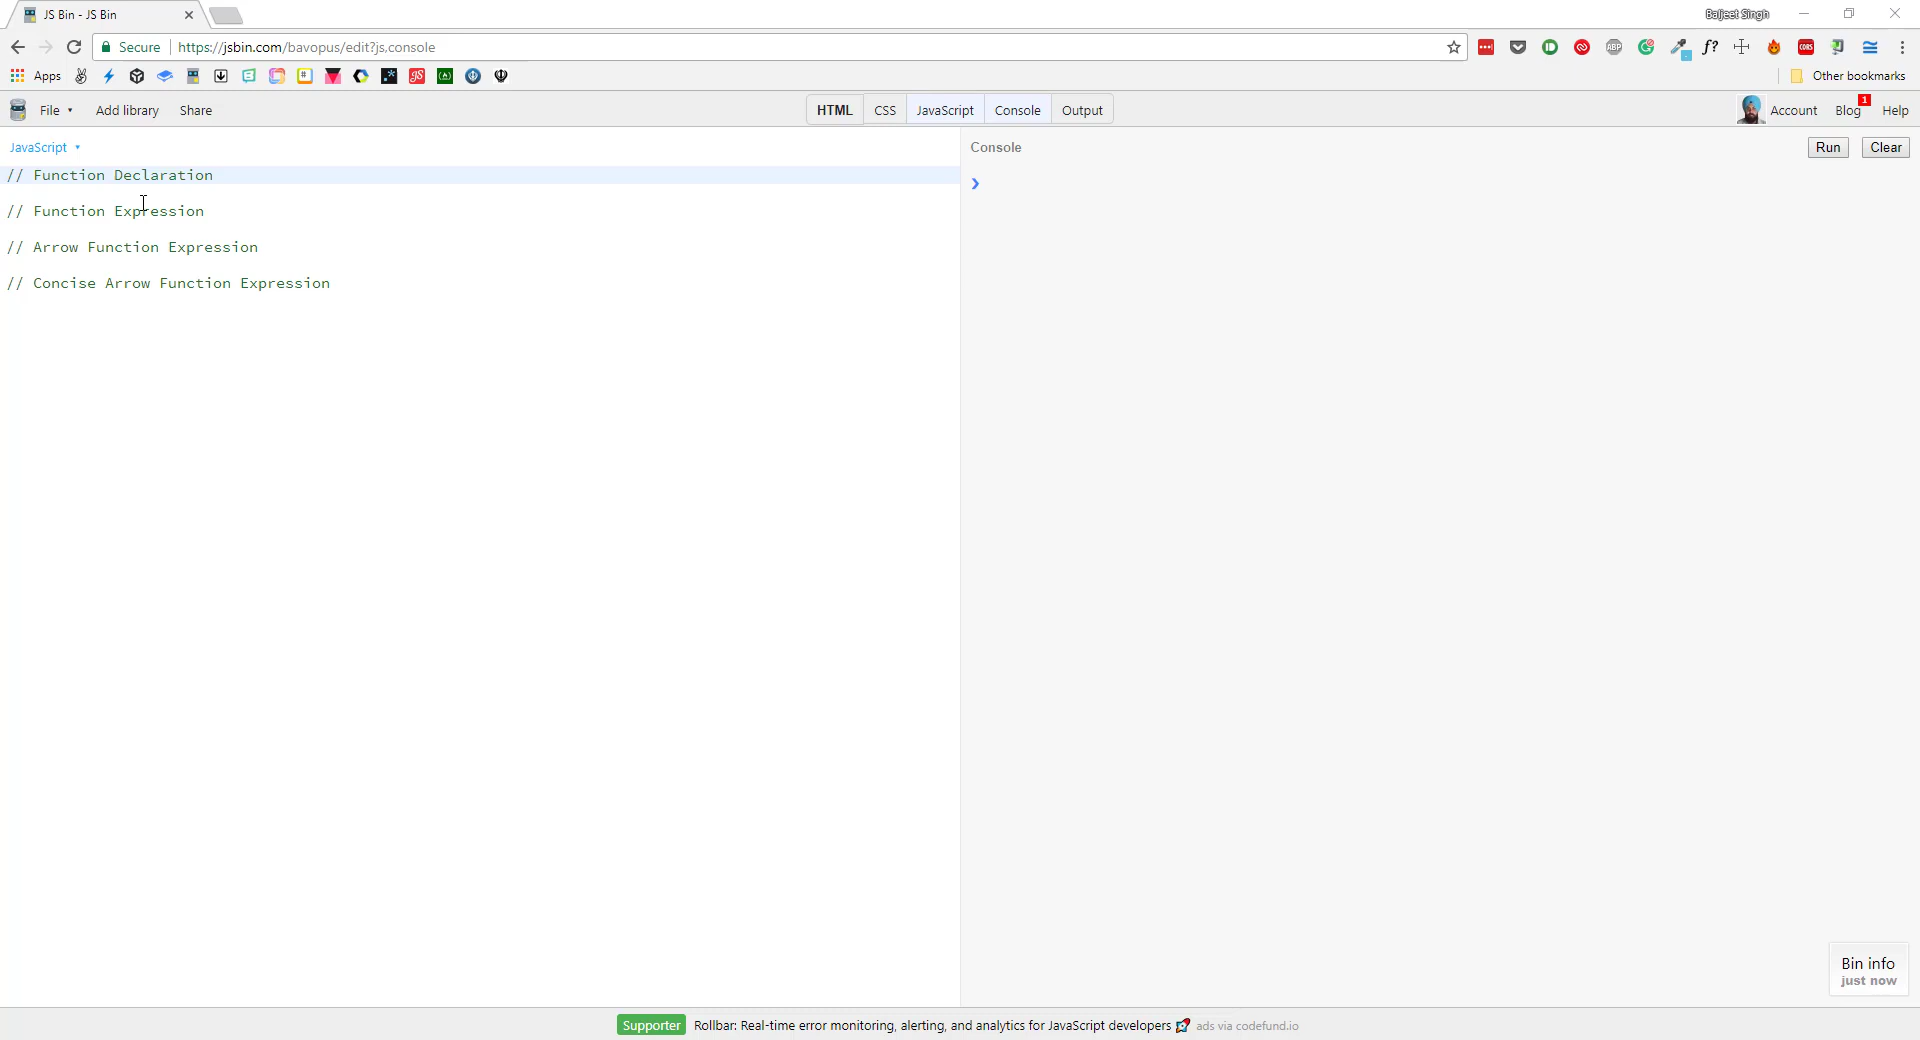 JS Bin - JS Bin
Baljeet Singh
Secure https://jsbin.com/bavopus/edit?js,console
ABP f? CORS
Apps # JS Other bookmarks
File Add library Share HTML CSS JavaScript Console Output Account Blog 1 Help
JavaScript
Console Run Clear
// Function Declaration
// Function Expression
// Arrow Function Expression
// Concise Arrow Function Expression
Bin info
just now
Supporter Rollbar: Real-time error monitoring, alerting, and analytics for JavaScript developers 🚀 ads via codefund.io